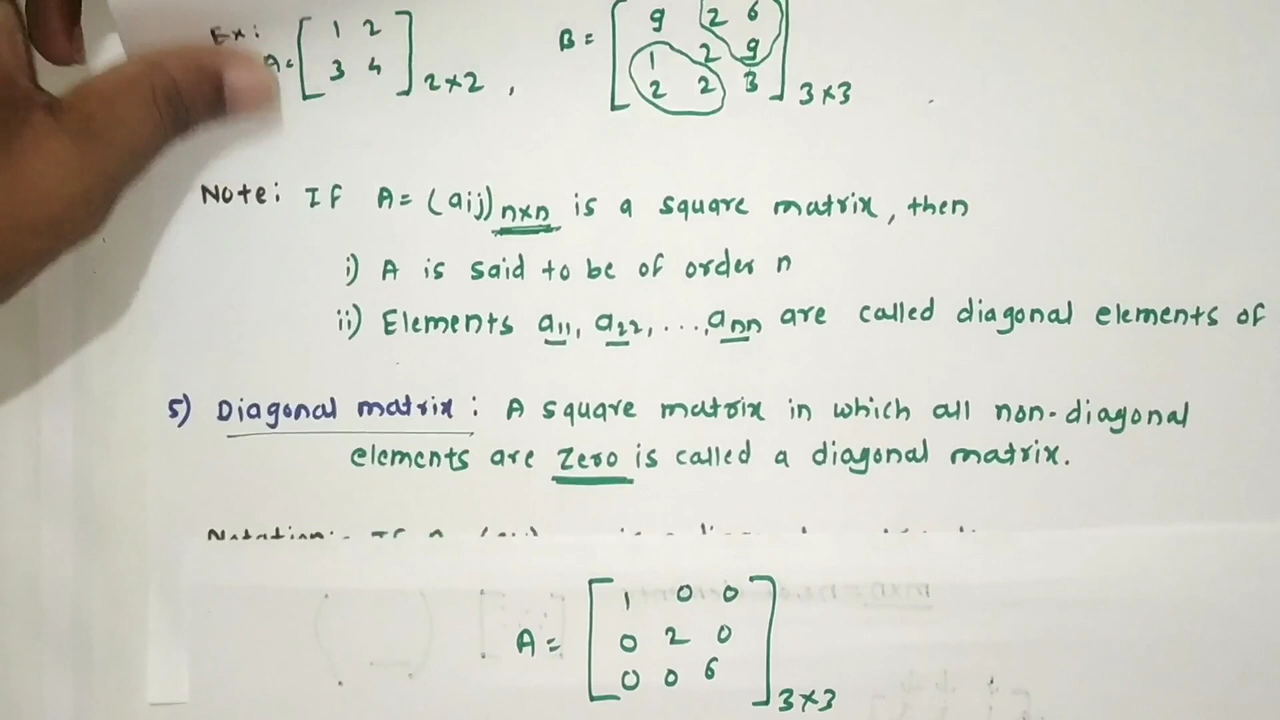 Ex:
A = [ 1 2
3 4 ] 2×2 ,
B = [ 9 2 6
1 2 9
2 2 3 ] 3×3
Note: If A = (aij) n×n is a square matrix, then
i) A is said to be of order n
ii) Elements a11, a22, ..., ann are called diagonal elements of
5) Diagonal matrix : A square matrix in which all non-diagonal
elements are zero is called a diagonal matrix.
A = [ 1 0 0
0 2 0
0 0 6 ] 3×3